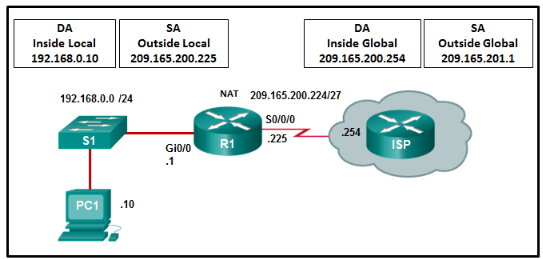 DA
Inside Local
192.168.0.10
SA
Outside Local
209.165.200.225
DA
Inside Global
209.165.200.254
SA
Outside Global
209.165.201.1
192.168.0.0 /24
NAT
209.165.200.224/27
S1
Gi0/0
.1
R1
S0/0/0
.225
.254
ISP
PC1
.10